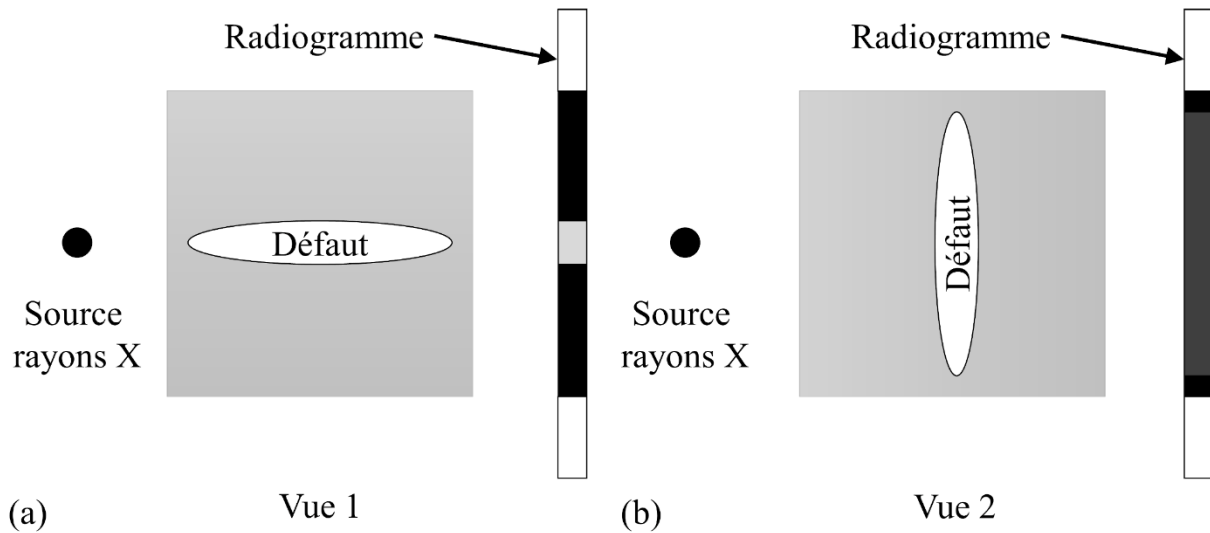 Radiogramme
Défaut
Source
rayons X
(a)
Vue 1
Radiogramme
Défaut
Source
rayons X
(b)
Vue 2